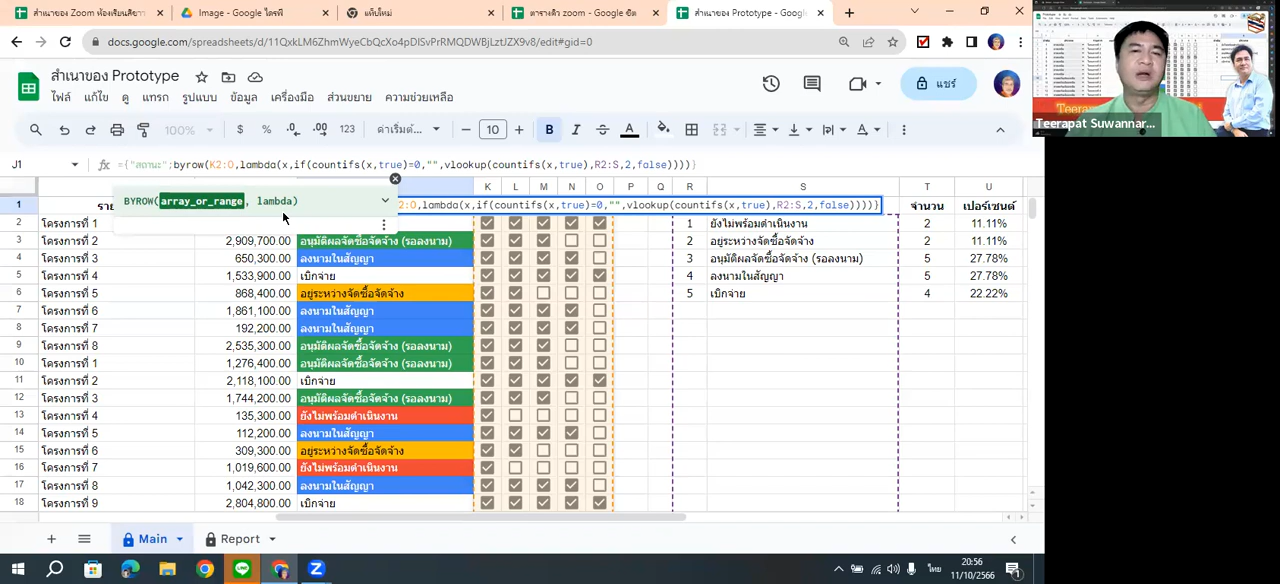 สำเนาของ Zoom ห้องเรียนสีขาว
Image - Google ไดรฟ์
แท็บใหม่
ตารางคิว zoom - Google ชีต
สำเนาของ Prototype - Goog
docs.google.com/spreadsheets/d/11QxkLM6ZhmWyeCbQcXo4pDlSvPrRMQDWBjLztJZX9v8/edit#gid=0
สำเนาของ Prototype
ไฟล์ แก้ไข ดู แทรก รูปแบบ ข้อมูล เครื่องมือ ส่วนขยาย ความช่วยเหลือ
แชร์
100% $ % .0 .00 123 ค่าเริ่มต้... 10 B I A
J1 fx ={"สถานะ";byrow(K2:O,lambda(x,if(countifs(x,true)=0,"",vlookup(countifs(x,true),R2:S,2,false))))}
K L M N O P Q R S T U
BYROW(array_or_range, lambda)
1 2:O,lambda(x,if(countifs(x,true)=0,"",vlookup(countifs(x,true),R2:S,2,false))))} จำนวน เปอร์เซนต์
2 โครงการที่ 1 1 ยังไม่พร้อมดำเนินงาน 2 11.11%
3 โครงการที่ 2 2,909,700.00 อนุมัติผลจัดซื้อจัดจ้าง (รอลงนาม) 2 อยู่ระหว่างจัดซื้อจัดจ้าง 2 11.11%
4 โครงการที่ 3 650,300.00 ลงนามในสัญญา 3 อนุมัติผลจัดซื้อจัดจ้าง (รอลงนาม) 5 27.78%
5 โครงการที่ 4 1,533,900.00 เบิกจ่าย 4 ลงนามในสัญญา 5 27.78%
6 โครงการที่ 5 868,400.00 อยู่ระหว่างจัดซื้อจัดจ้าง 5 เบิกจ่าย 4 22.22%
7 โครงการที่ 6 1,861,100.00 ลงนามในสัญญา
8 โครงการที่ 7 192,200.00 ลงนามในสัญญา
9 โครงการที่ 8 2,535,300.00 อนุมัติผลจัดซื้อจัดจ้าง (รอลงนาม)
10 โครงการที่ 1 1,276,400.00 อนุมัติผลจัดซื้อจัดจ้าง (รอลงนาม)
11 โครงการที่ 2 2,118,100.00 เบิกจ่าย
12 โครงการที่ 3 1,744,200.00 อนุมัติผลจัดซื้อจัดจ้าง (รอลงนาม)
13 โครงการที่ 4 135,300.00 ยังไม่พร้อมดำเนินงาน
14 โครงการที่ 5 112,200.00 ลงนามในสัญญา
15 โครงการที่ 6 309,300.00 อยู่ระหว่างจัดซื้อจัดจ้าง
16 โครงการที่ 7 1,019,600.00 ยังไม่พร้อมดำเนินงาน
17 โครงการที่ 8 1,042,300.00 ลงนามในสัญญา
18 โครงการที่ 9 2,804,800.00 เบิกจ่าย
Main Report
ไทย 20:56
11/10/2566
Teerapat Suwannar...